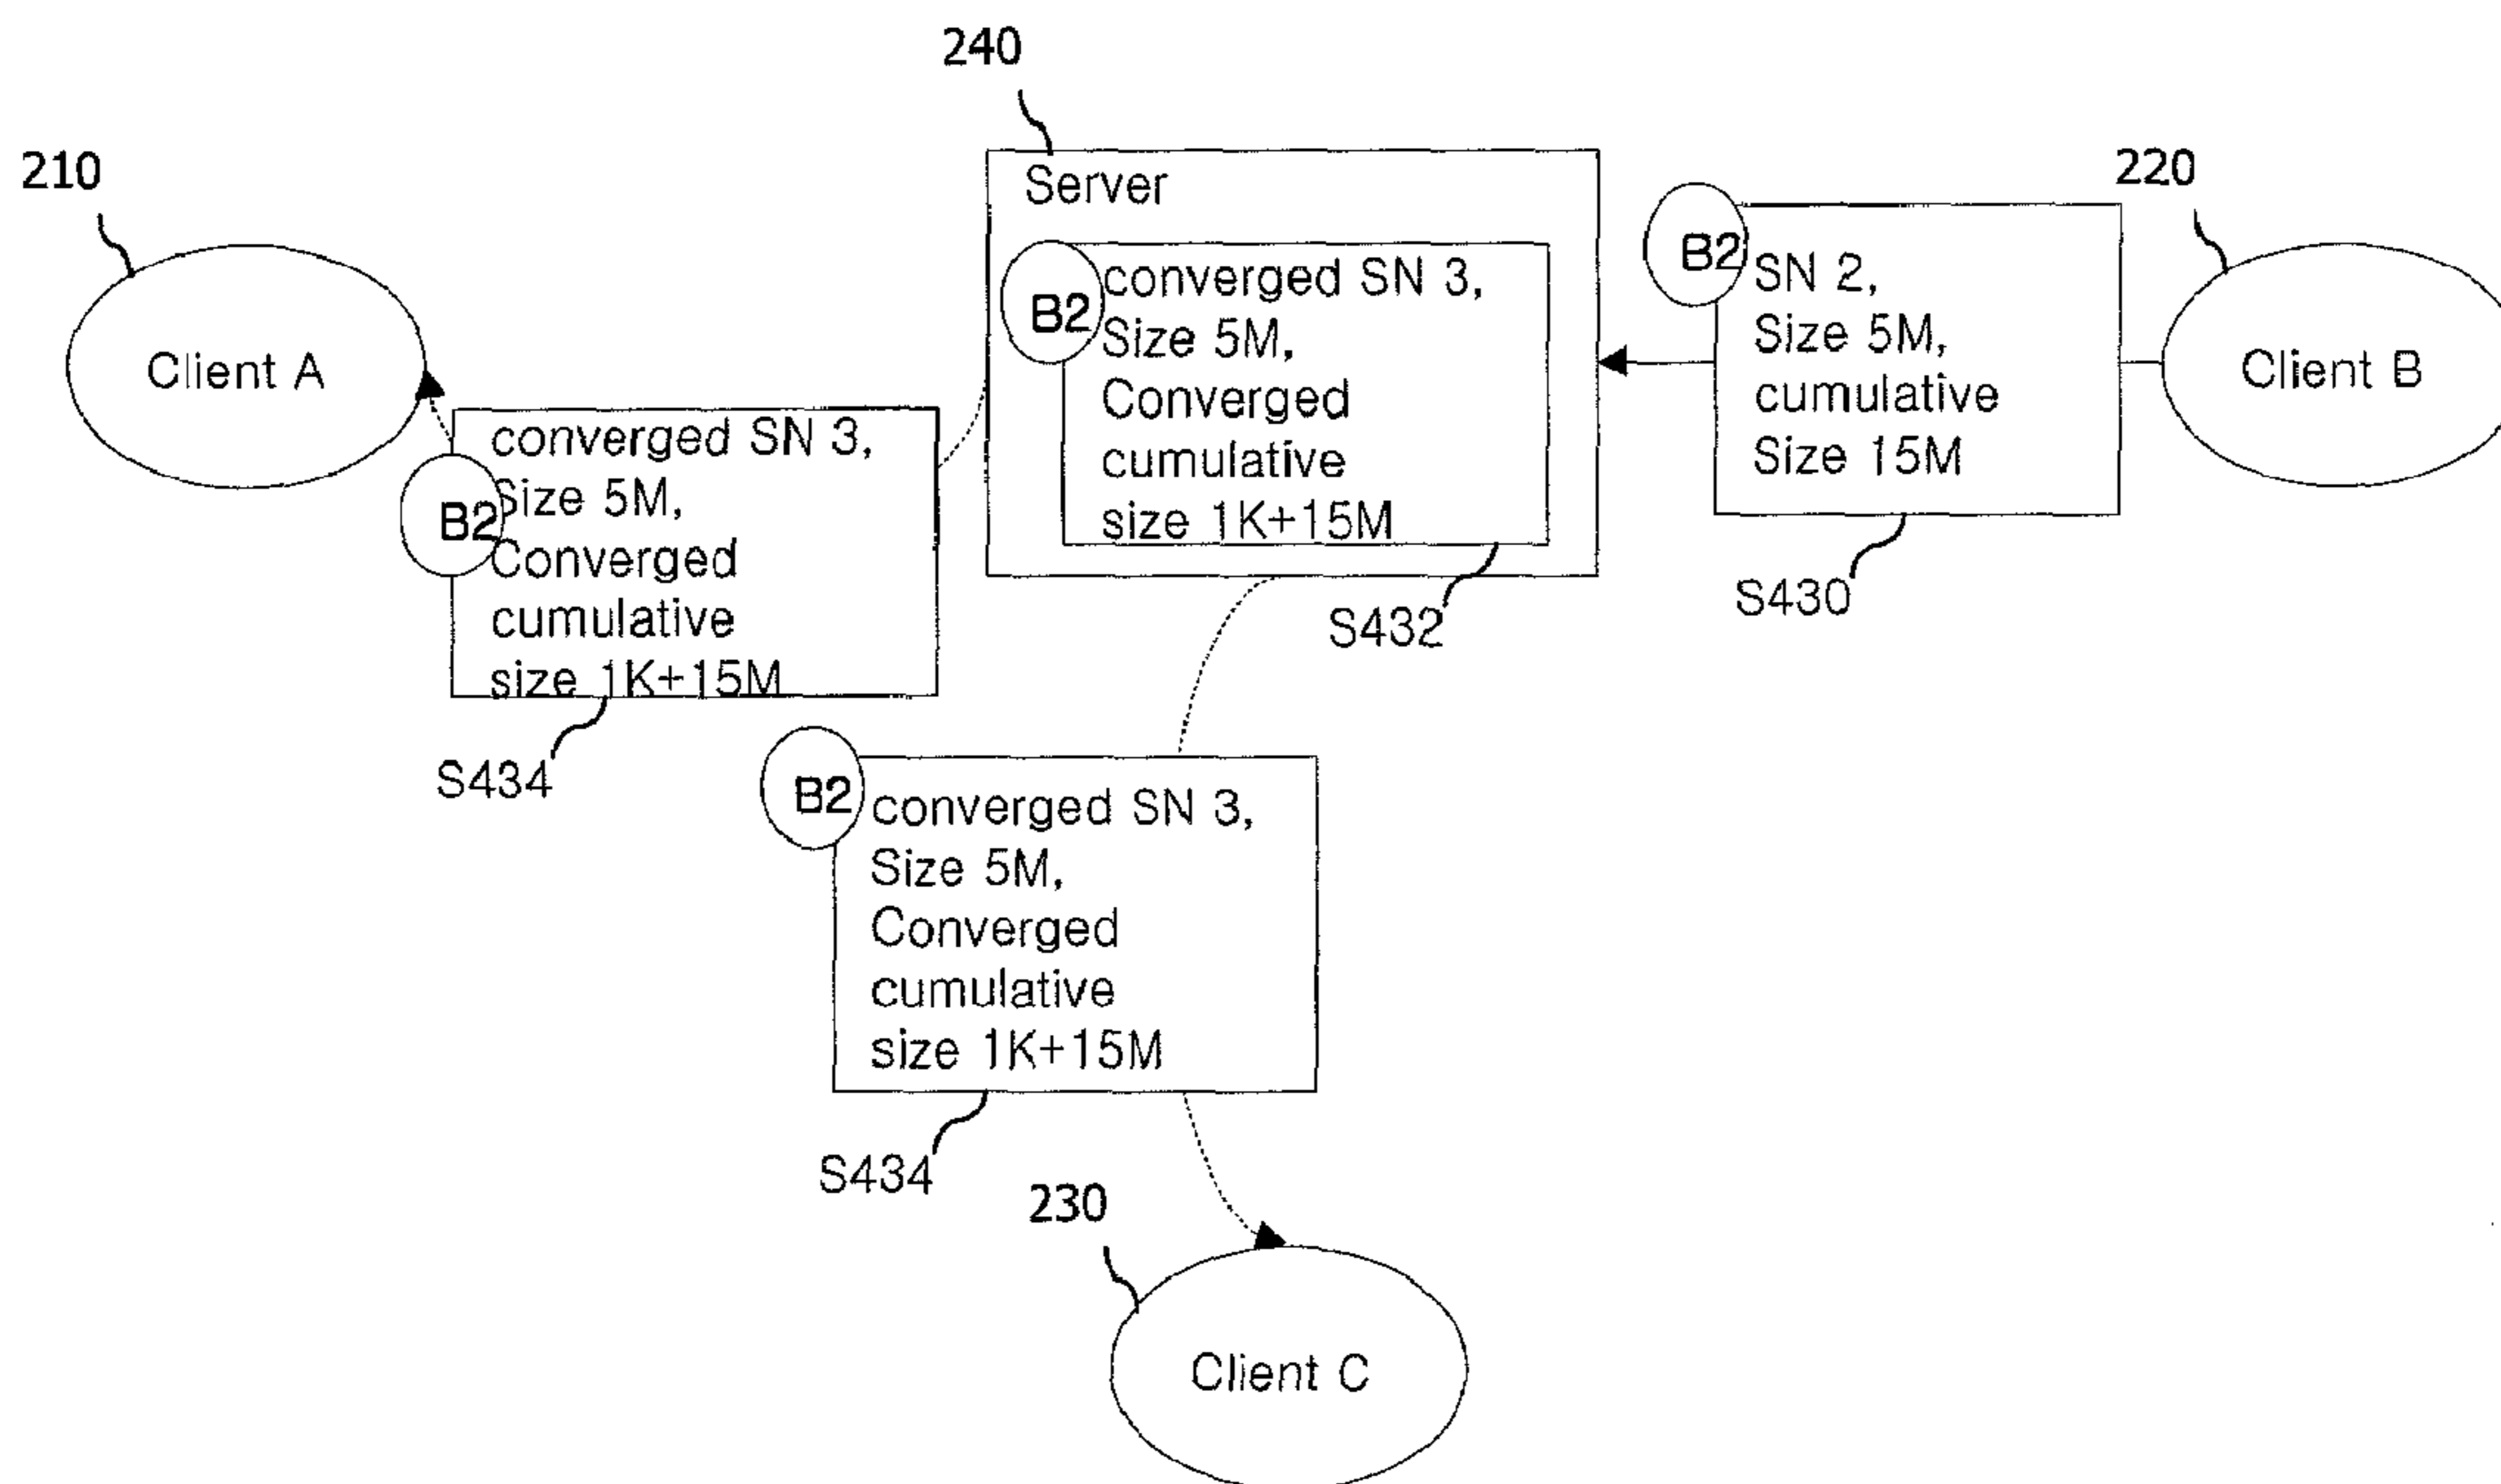 240
210
220
Server
B2
converged SN 3,
Size 5M,
Converged
cumulative
size 1K+15M
S432
B2
SN 2,
Size 5M,
cumulative
Size 15M
S430
Client B
Client A
converged SN 3,
Size 5M,
B2
Converged
cumulative
size 1K+15M
S434
B2
converged SN 3,
Size 5M,
Converged
cumulative
size 1K+15M
S434
230
Client C